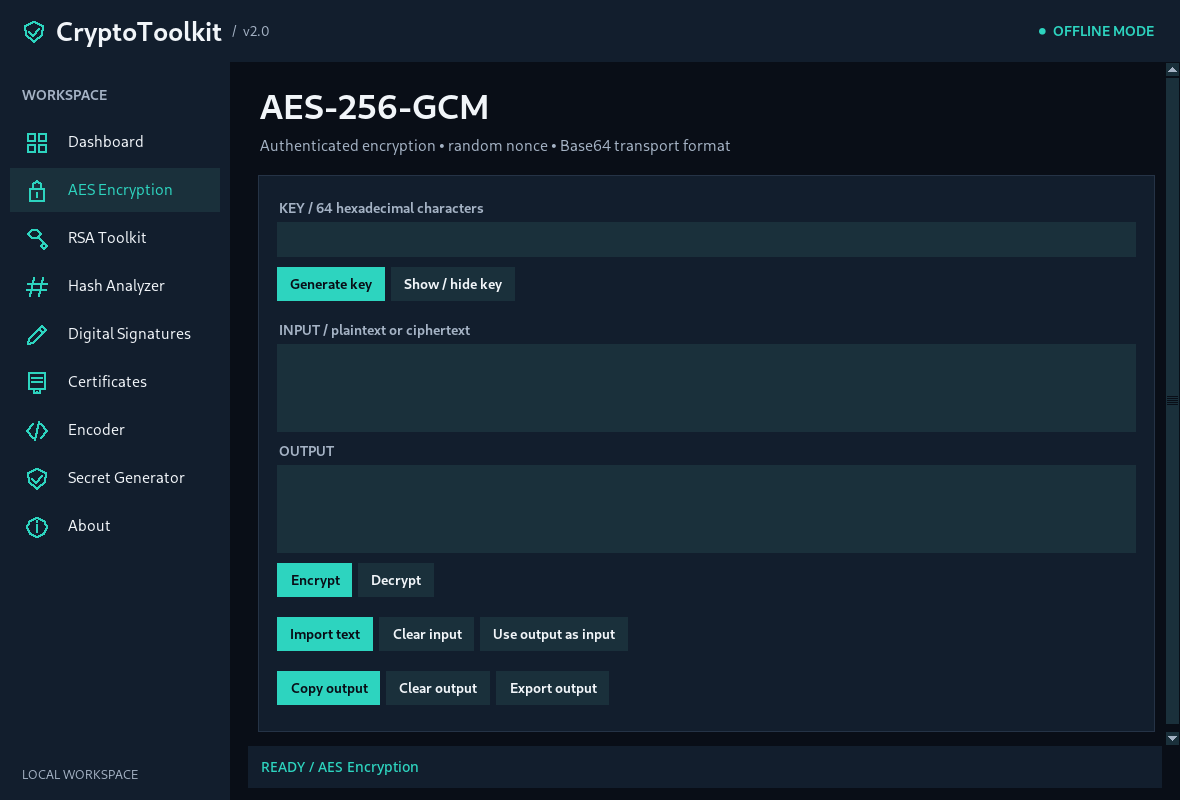 CryptoToolkit / v2.0
OFFLINE MODE
WORKSPACE
Dashboard
AES Encryption
RSA Toolkit
Hash Analyzer
Digital Signatures
Certificates
Encoder
Secret Generator
About
LOCAL WORKSPACE
AES-256-GCM
Authenticated encryption • random nonce • Base64 transport format
KEY / 64 hexadecimal characters
Generate key Show / hide key
INPUT / plaintext or ciphertext
OUTPUT
Encrypt Decrypt
Import text Clear input Use output as input
Copy output Clear output Export output
READY / AES Encryption